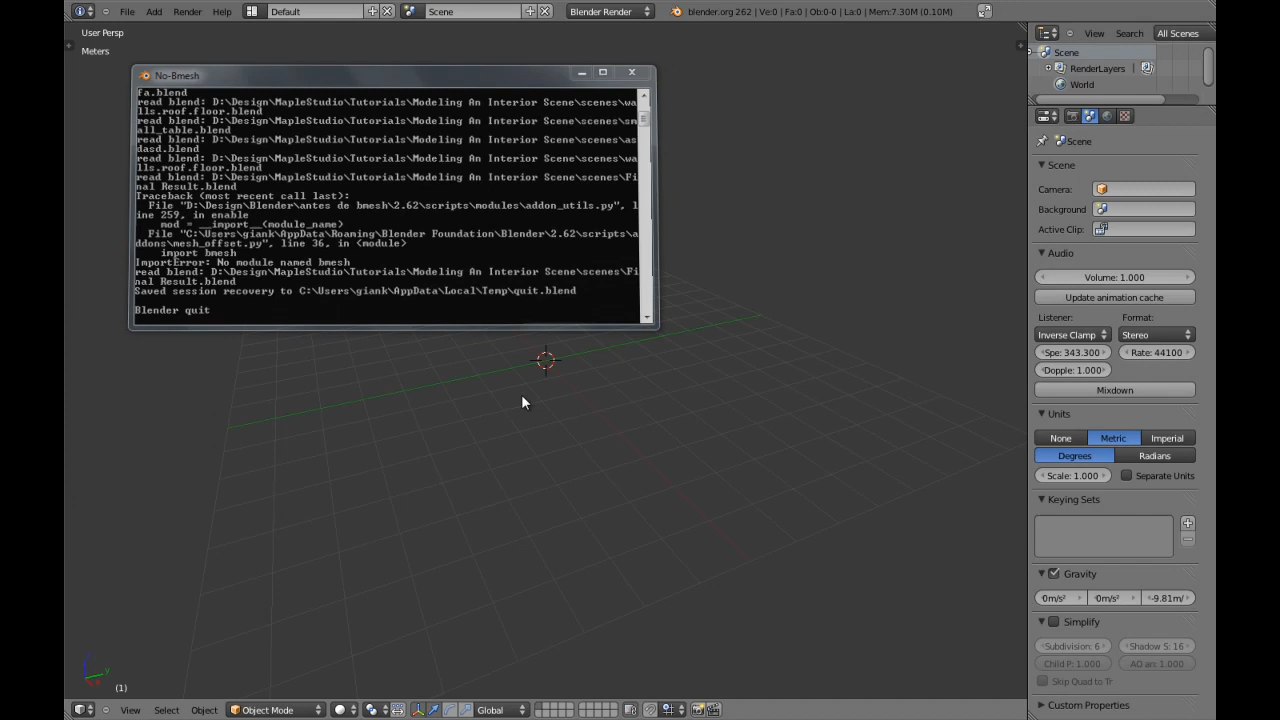 File Add Render Help Default Scene Blender Render blender.org 262 | Ve:0 | Fa:0 | Ob:0-0 | La:0 | Mem:7.30M (0.10M)
User Persp
Meters
No-Bmesh
fa.blend
read blend: D:\Design\MapleStudio\Tutorials\Modeling An Interior Scene\scenes\wa
lls.roof.floor.blend
read blend: D:\Design\MapleStudio\Tutorials\Modeling An Interior Scene\scenes\sm
all_table.blend
read blend: D:\Design\MapleStudio\Tutorials\Modeling An Interior Scene\scenes\as
dasd.blend
read blend: D:\Design\MapleStudio\Tutorials\Modeling An Interior Scene\scenes\wa
lls.roof.floor.blend
read blend: D:\Design\MapleStudio\Tutorials\Modeling An Interior Scene\scenes\Fi
nal Result.blend
Traceback (most recent call last):
File "D:\Design\Blender\antes de bmesh\2.62\scripts\modules\addon_utils.py", l
ine 259, in enable
mod = __import__(module_name)
File "C:\Users\giank\AppData\Roaming\Blender Foundation\Blender\2.62\scripts\a
ddons\mesh_offset.py", line 36, in <module>
import bmesh
ImportError: No module named bmesh
read blend: D:\Design\MapleStudio\Tutorials\Modeling An Interior Scene\scenes\Fi
nal Result.blend
Saved session recovery to C:\Users\giank\AppData\Local\Temp\quit.blend
Blender quit
(1)
View Select Object Object Mode Global
View Search All Scenes
Scene
RenderLayers
World
Scene
Scene
Camera:
Background:
Active Clip:
Audio
Volume: 1.000
Update animation cache
Listener: Format:
Inverse Clamp Stereo
Spe: 343.300 Rate: 44100
Dopple: 1.000
Mixdown
Units
None Metric Imperial
Degrees Radians
Scale: 1.000 Separate Units
Keying Sets
Gravity
0m/s² 0m/s² -9.81m/
Simplify
Subdivision: 6 Shadow S: 16
Child P: 1.000 AO an: 1.000
Skip Quad to Tr
Custom Properties